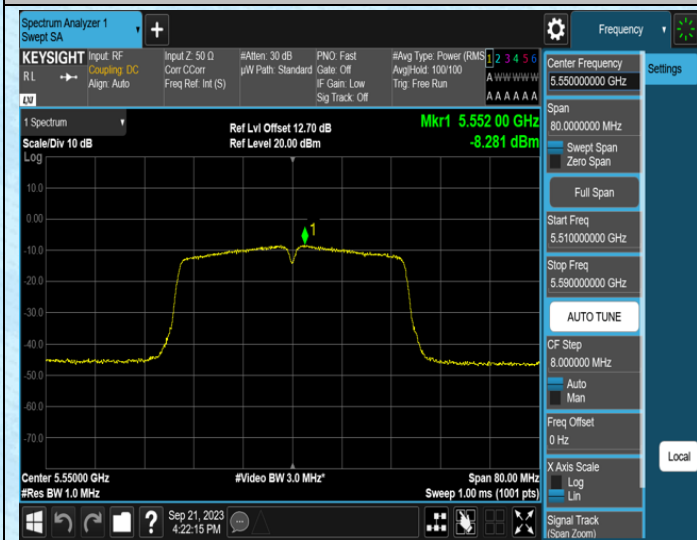 Spectrum Analyzer 1
Swept SA
+
Frequency
KEYSIGHT
R L
LXI
Input: RF
Coupling: DC
Align: Auto
Input Z: 50 Ω
Corr CCorr
Freq Ref: Int (S)
#Atten: 30 dB
µW Path: Standard
PNO: Fast
Gate: Off
IF Gain: Low
Sig Track: Off
#Avg Type: Power (RMS
Avg|Hold: 100/100
Trig: Free Run
1 2 3 4 5 6
A W W W W W
A A A A A A
1 Spectrum
Scale/Div 10 dB
Ref Lvl Offset 12.70 dB
Ref Level 20.00 dBm
Mkr1 5.552 00 GHz
-8.281 dBm
Log
10.0
0.00
-10.0
-20.0
-30.0
-40.0
-50.0
-60.0
-70.0
1
Center 5.55000 GHz
#Res BW 1.0 MHz
#Video BW 3.0 MHz*
Span 80.00 MHz
Sweep 1.00 ms (1001 pts)
?
Sep 21, 2023
4:22:15 PM
Center Frequency
5.550000000 GHz
Span
80.0000000 MHz
Swept Span
Zero Span
Full Span
Start Freq
5.510000000 GHz
Stop Freq
5.590000000 GHz
AUTO TUNE
CF Step
8.000000 MHz
Auto
Man
Freq Offset
0 Hz
X Axis Scale
Log
Lin
Signal Track
(Span Zoom)
Settings
Local